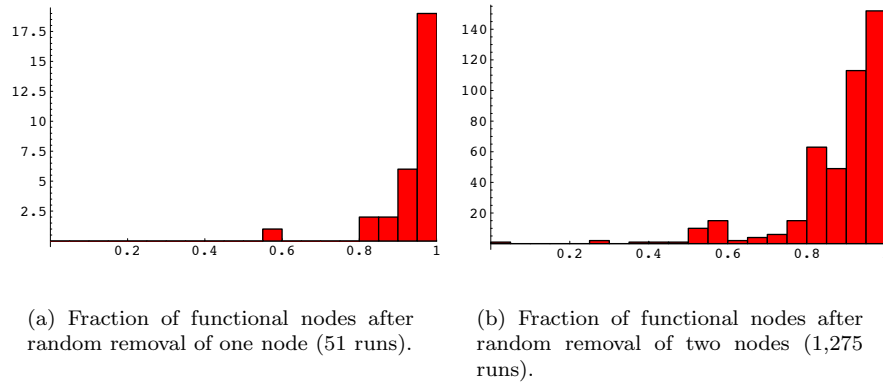 17.5
15
12.5
10
7.5
5
2.5
0.2 0.4 0.6 0.8 1
140
120
100
80
60
40
20
0.2 0.4 0.6 0.8
(a) Fraction of functional nodes after
random removal of one node (51 runs).
(b) Fraction of functional nodes after
random removal of two nodes (1,275
runs).